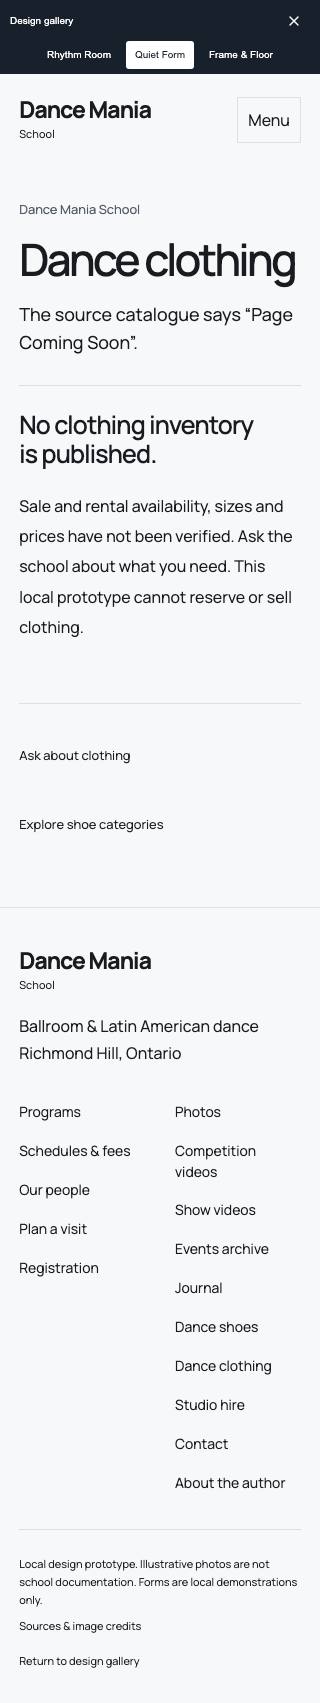 Design gallery
×
Rhythm Room Quiet Form Frame & Floor
Dance Mania
School
Menu
Dance Mania School
Dance clothing
The source catalogue says “Page
Coming Soon”.
No clothing inventory
is published.
Sale and rental availability, sizes and
prices have not been verified. Ask the
school about what you need. This
local prototype cannot reserve or sell
clothing.
Ask about clothing
Explore shoe categories
Dance Mania
School
Ballroom & Latin American dance
Richmond Hill, Ontario
Programs
Schedules & fees
Our people
Plan a visit
Registration
Photos
Competition
videos
Show videos
Events archive
Journal
Dance shoes
Dance clothing
Studio hire
Contact
About the author
Local design prototype. Illustrative photos are not
school documentation. Forms are local demonstrations
only.
Sources & image credits
Return to design gallery